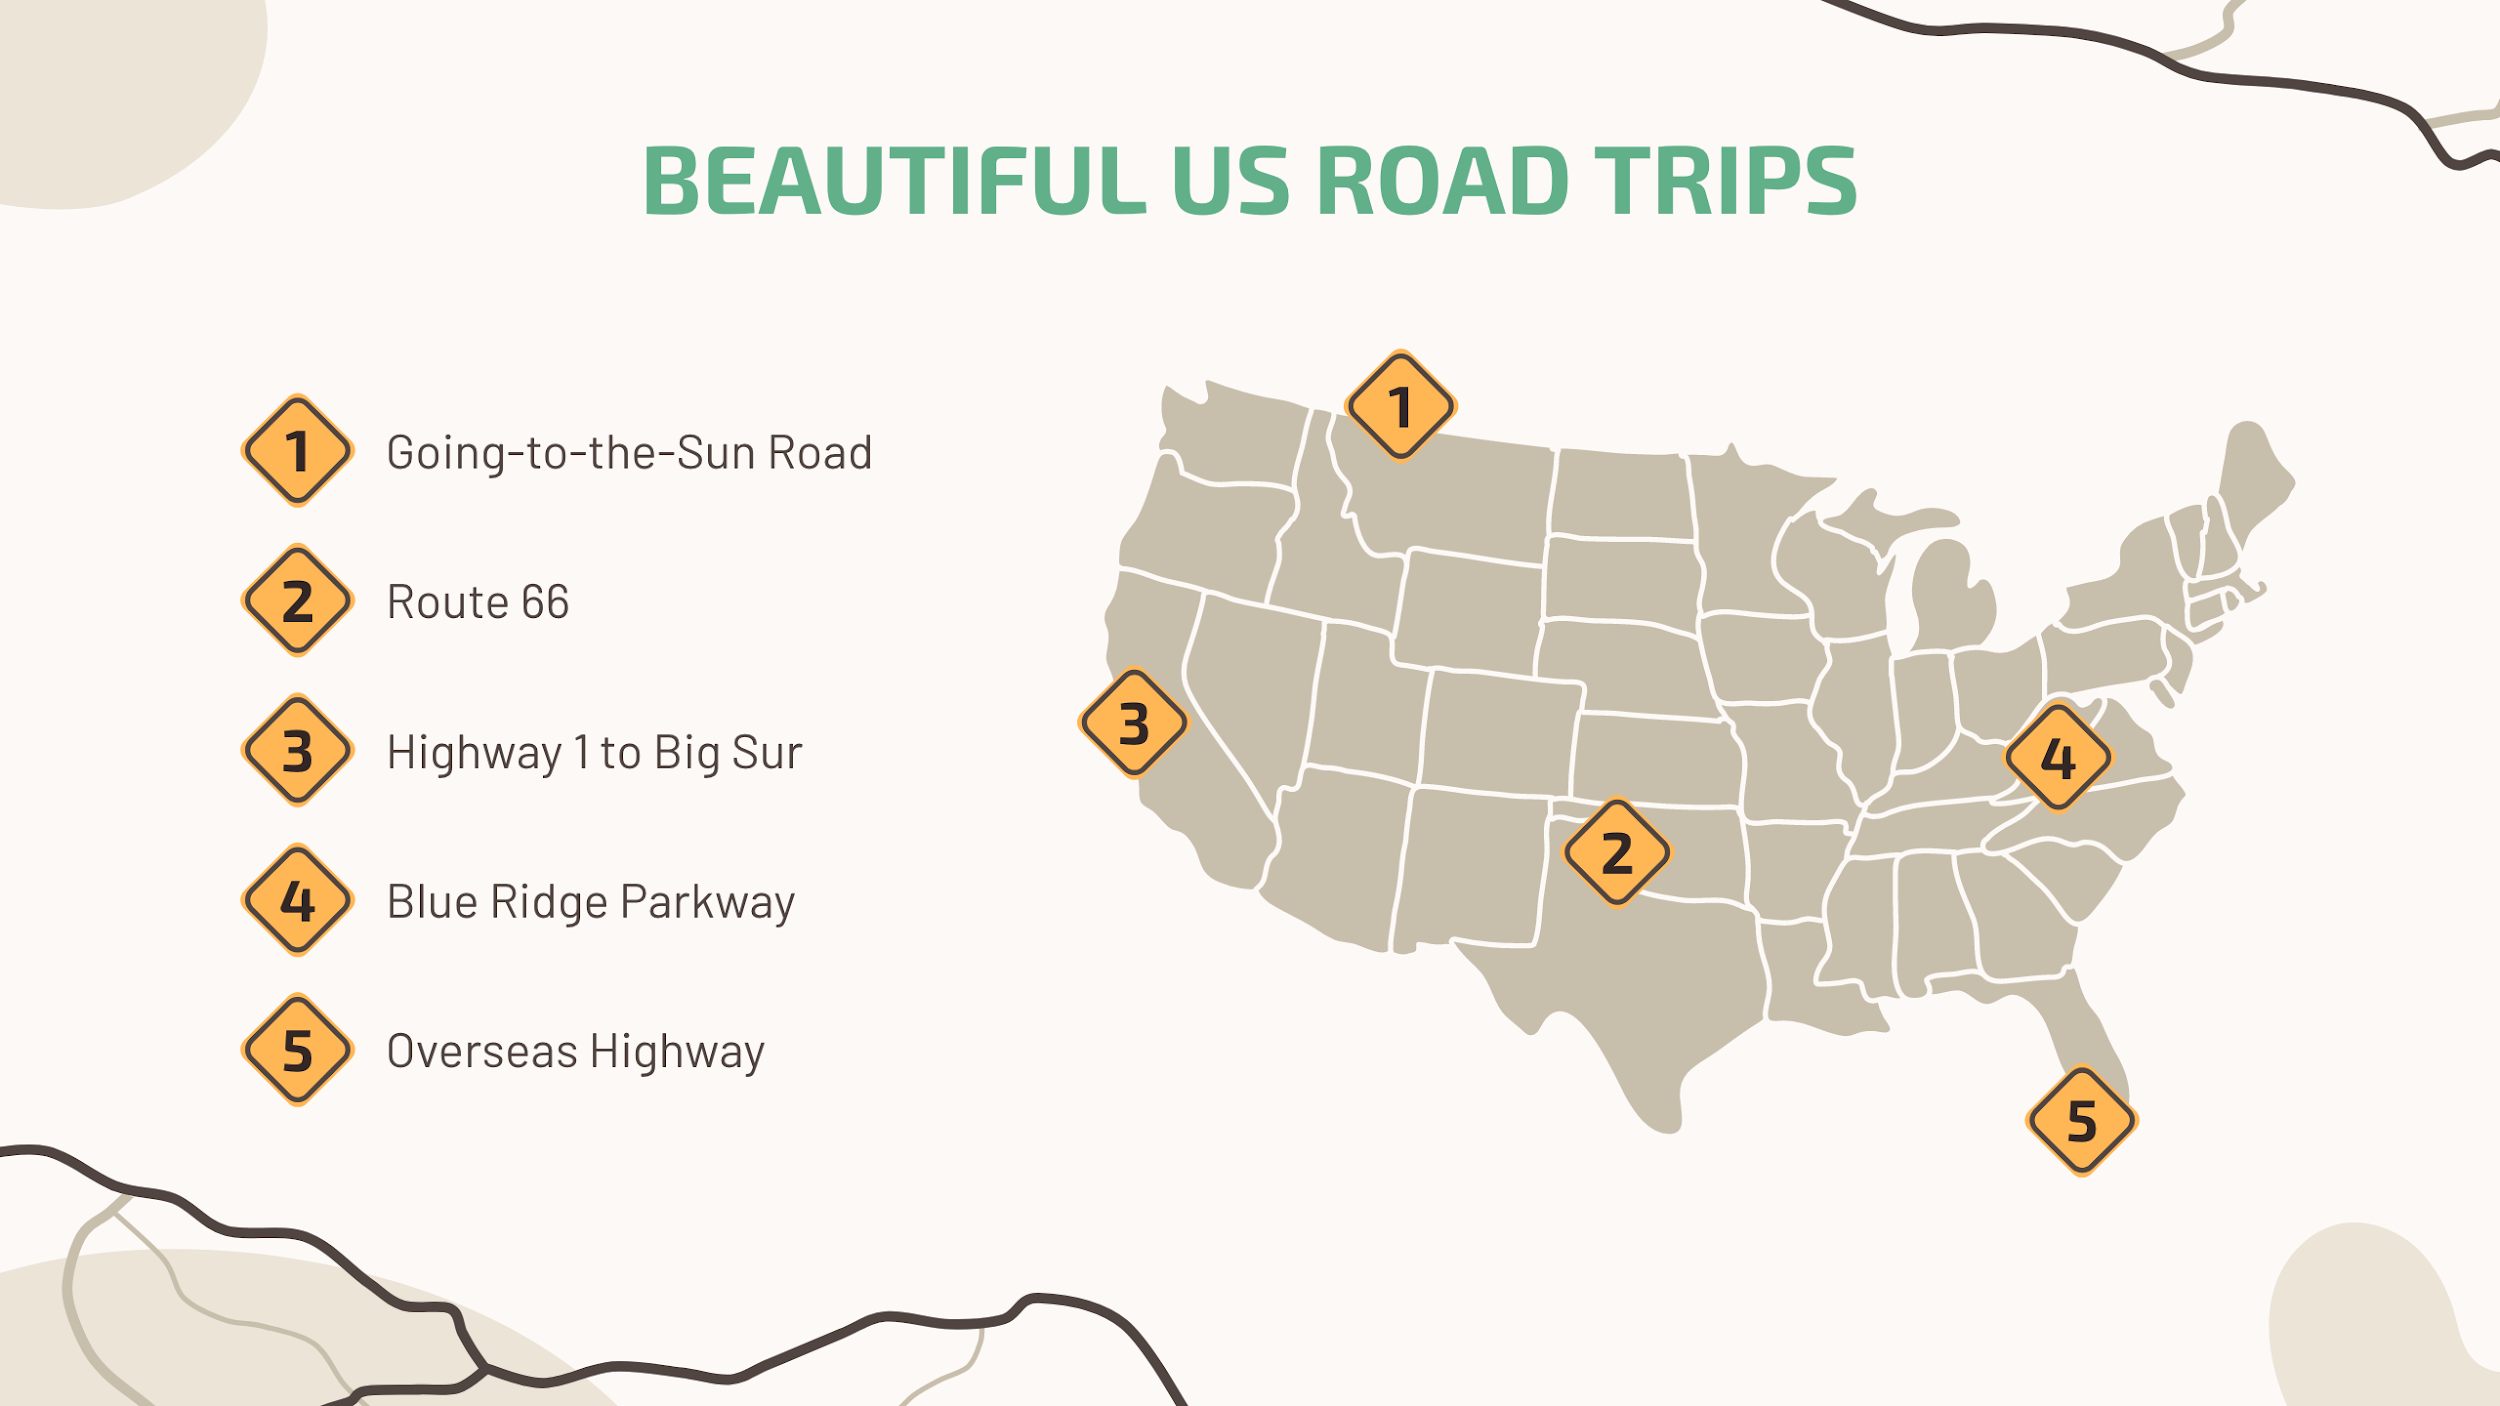 BEAUTIFUL US ROAD TRIPS
1 Going-to-the-Sun Road
2 Route 66
3 Highway 1 to Big Sur
4 Blue Ridge Parkway
5 Overseas Highway
1
3
4
2
5